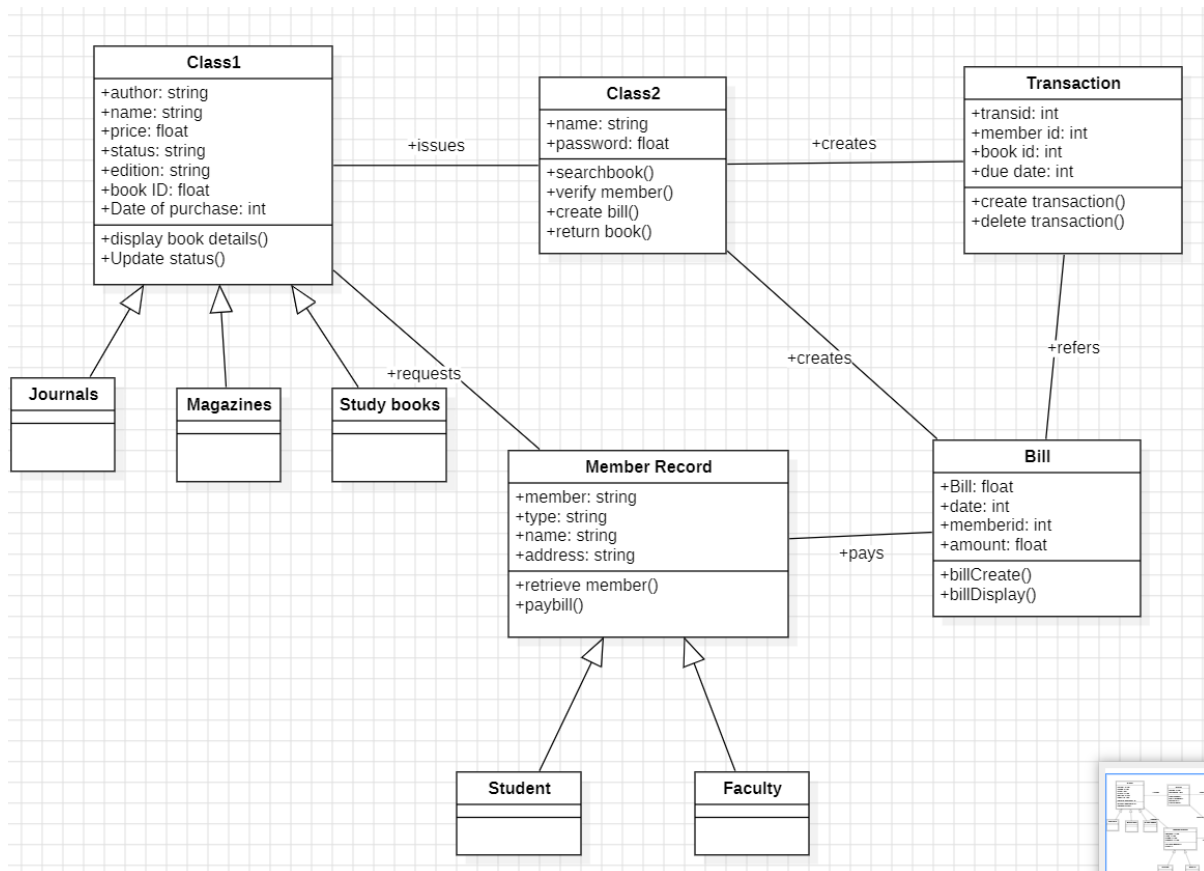 Class1
+author: string
+name: string
+price: float
+status: string
+edition: string
+book ID: float
+Date of purchase: int
+display book details()
+Update status()
+issues
Class2
+name: string
+password: float
+searchbook()
+verify member()
+create bill()
+return book()
+creates
Transaction
+transid: int
+member id: int
+book id: int
+due date: int
+create transaction()
+delete transaction()
+requests
+creates
+refers
Journals
Magazines
Study books
Member Record
+member: string
+type: string
+name: string
+address: string
+retrieve member()
+paybill()
+pays
Bill
+Bill: float
+date: int
+memberid: int
+amount: float
+billCreate()
+billDisplay()
Student
Faculty